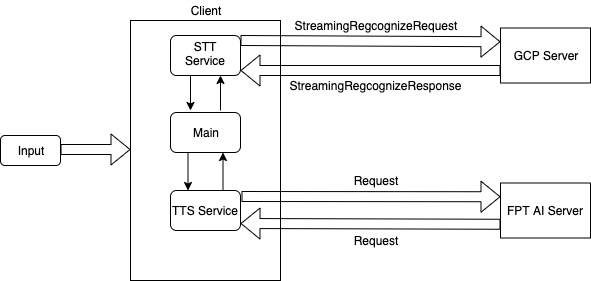 Client
StreamingRegcognizeRequest
STT
Service
GCP Server
StreamingRegcognizeResponse
Main
Input
Request
TTS Service
FPT AI Server
Request